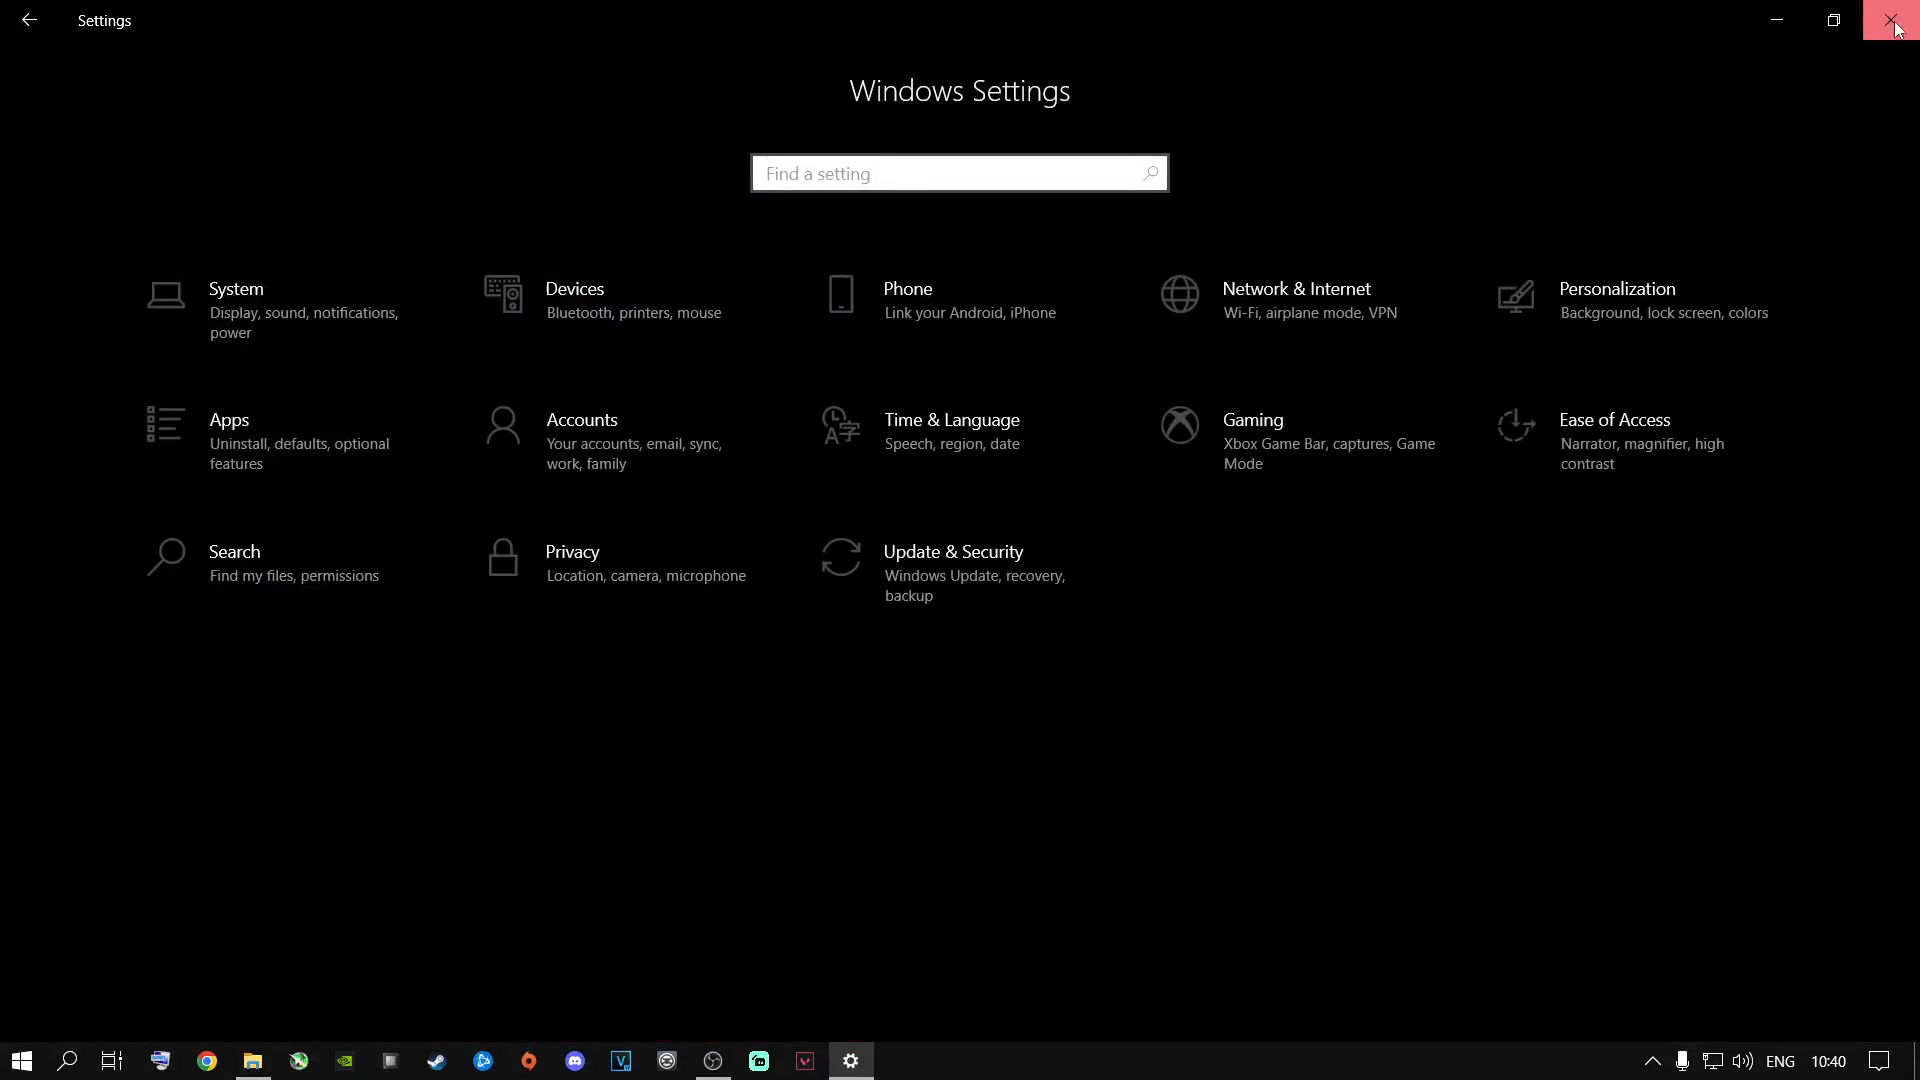 Settings
Windows Settings
Find a setting
System
Display, sound, notifications,
power
Devices
Bluetooth, printers, mouse
Phone
Link your Android, iPhone
Network & Internet
Wi-Fi, airplane mode, VPN
Personalization
Background, lock screen, colors
Apps
Uninstall, defaults, optional
features
Accounts
Your accounts, email, sync,
work, family
Time & Language
Speech, region, date
Gaming
Xbox Game Bar, captures, Game
Mode
Ease of Access
Narrator, magnifier, high
contrast
Search
Find my files, permissions
Privacy
Location, camera, microphone
Update & Security
Windows Update, recovery,
backup
ENG 10:40